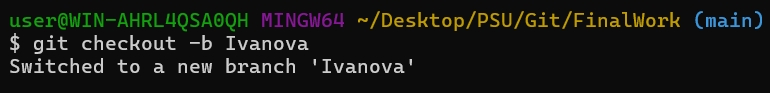 user@WIN-AHRL4QSA0QH MINGW64 ~/Desktop/PSU/Git/FinalWork (main)
$ git checkout -b Ivanova
Switched to a new branch 'Ivanova'